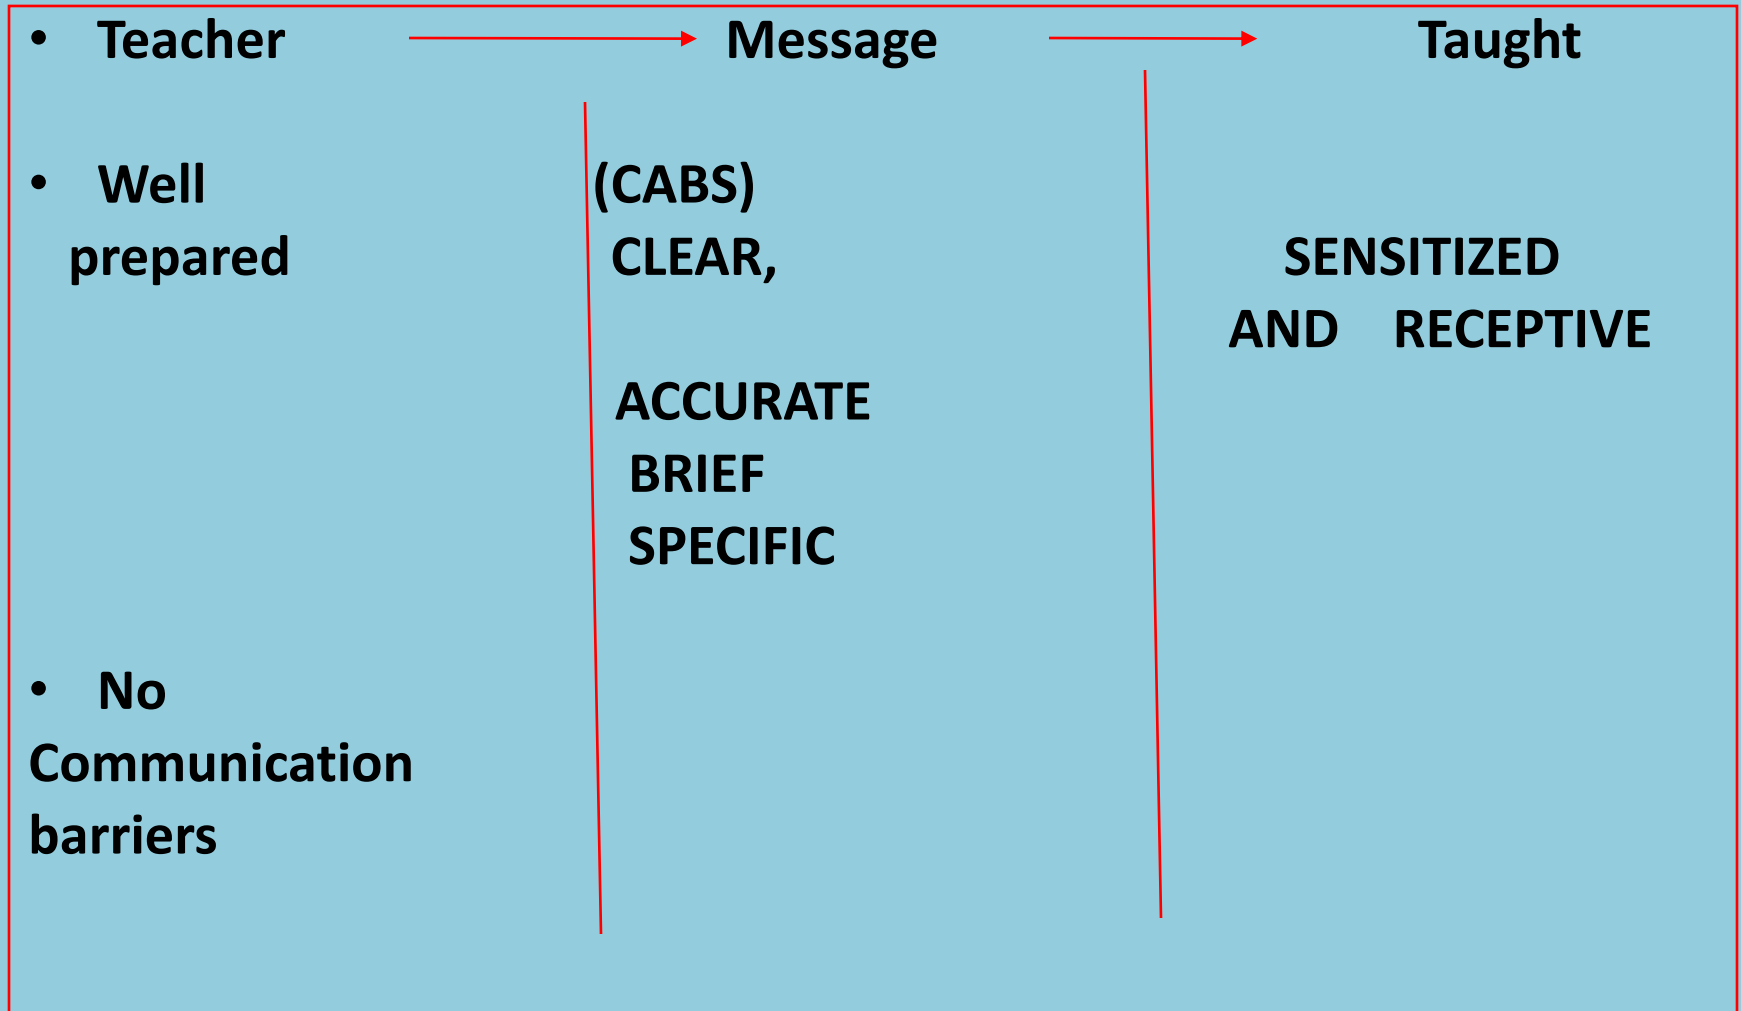 • Teacher Message Taught
• Well (CABS)
prepared CLEAR, SENSITIZED
AND RECEPTIVE
ACCURATE
BRIEF
SPECIFIC
• No
Communication
barriers